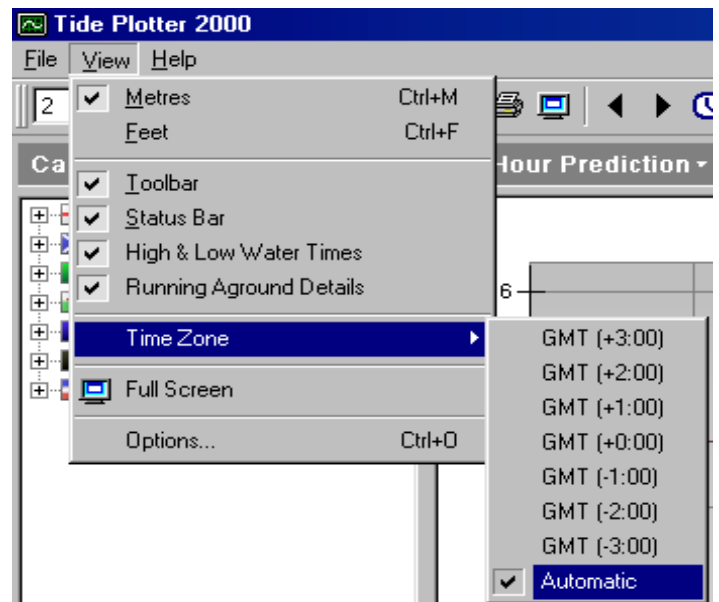 Tide Plotter 2000
File View Help
2
Metres Ctrl+M
Feet Ctrl+F
Ca
Hour Prediction
Toolbar
Status Bar
High & Low Water Times
Running Aground Details
6
Time Zone
Full Screen
Options... Ctrl+O
GMT (+3:00)
GMT (+2:00)
GMT (+1:00)
GMT (+0:00)
GMT (-1:00)
GMT (-2:00)
GMT (-3:00)
Automatic